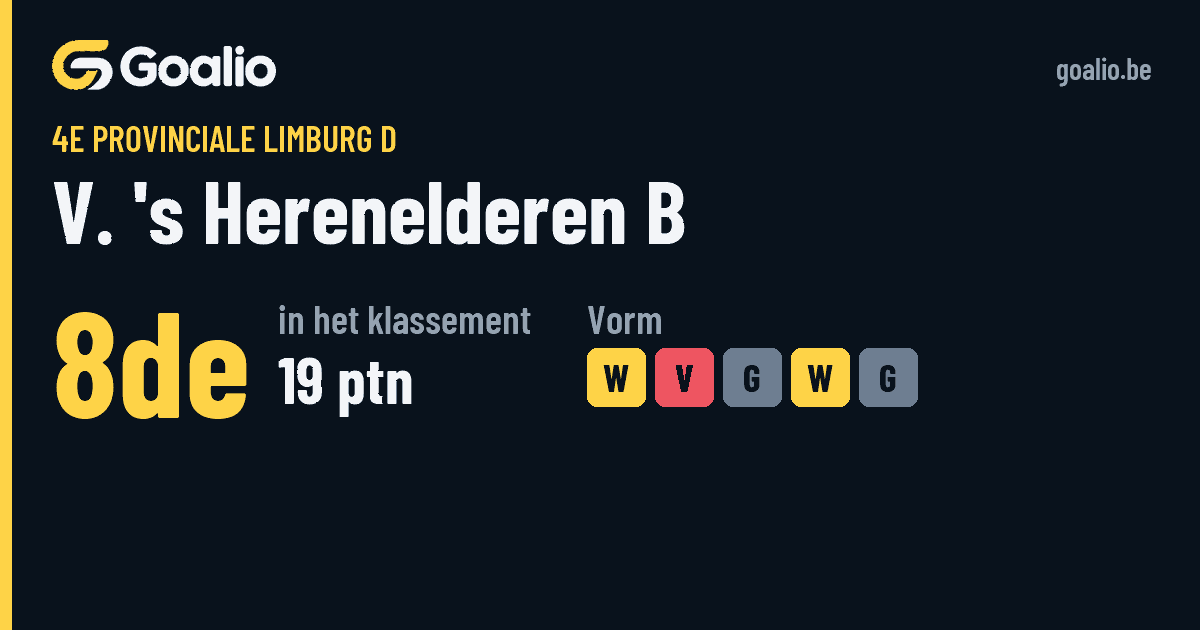 Goalio
goalio.be
4E PROVINCIALE LIMBURG D
V. 's Herenelderen B
8de
in het klassement
19 ptn
Vorm
W V G W G